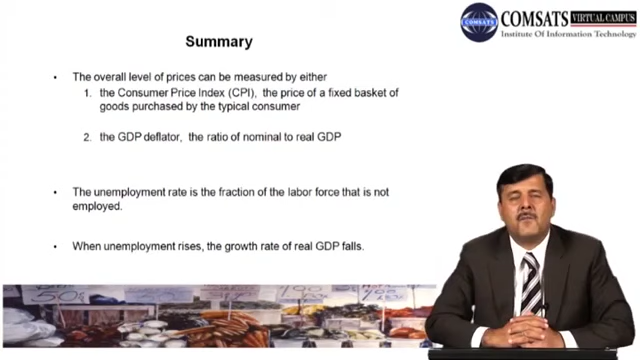 COMSATS VIRTUAL CAMPUS
Institute Of Information Technology
Summary
• The overall level of prices can be measured by either
1. the Consumer Price Index (CPI), the price of a fixed basket of
goods purchased by the typical consumer
2. the GDP deflator, the ratio of nominal to real GDP
• The unemployment rate is the fraction of the labor force that is not
employed.
• When unemployment rises, the growth rate of real GDP falls.
50¢